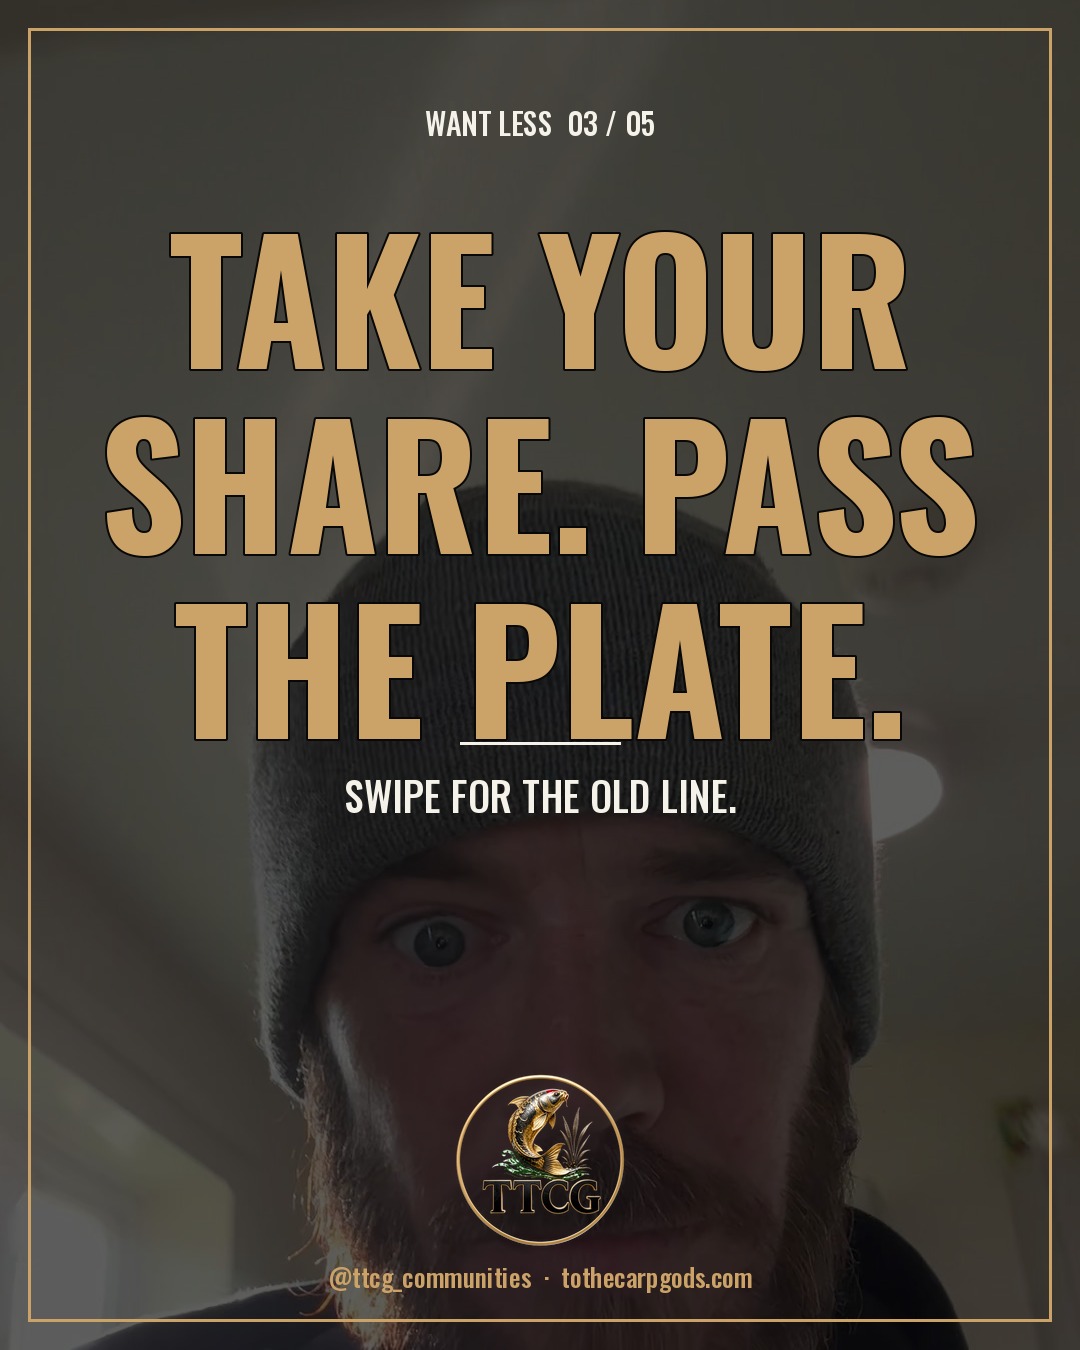 WANT LESS 03 / 05
TAKE YOUR
SHARE. PASS
THE PLATE.
SWIPE FOR THE OLD LINE.
TTCG
@ttcg_communities · tothecarpgods.com